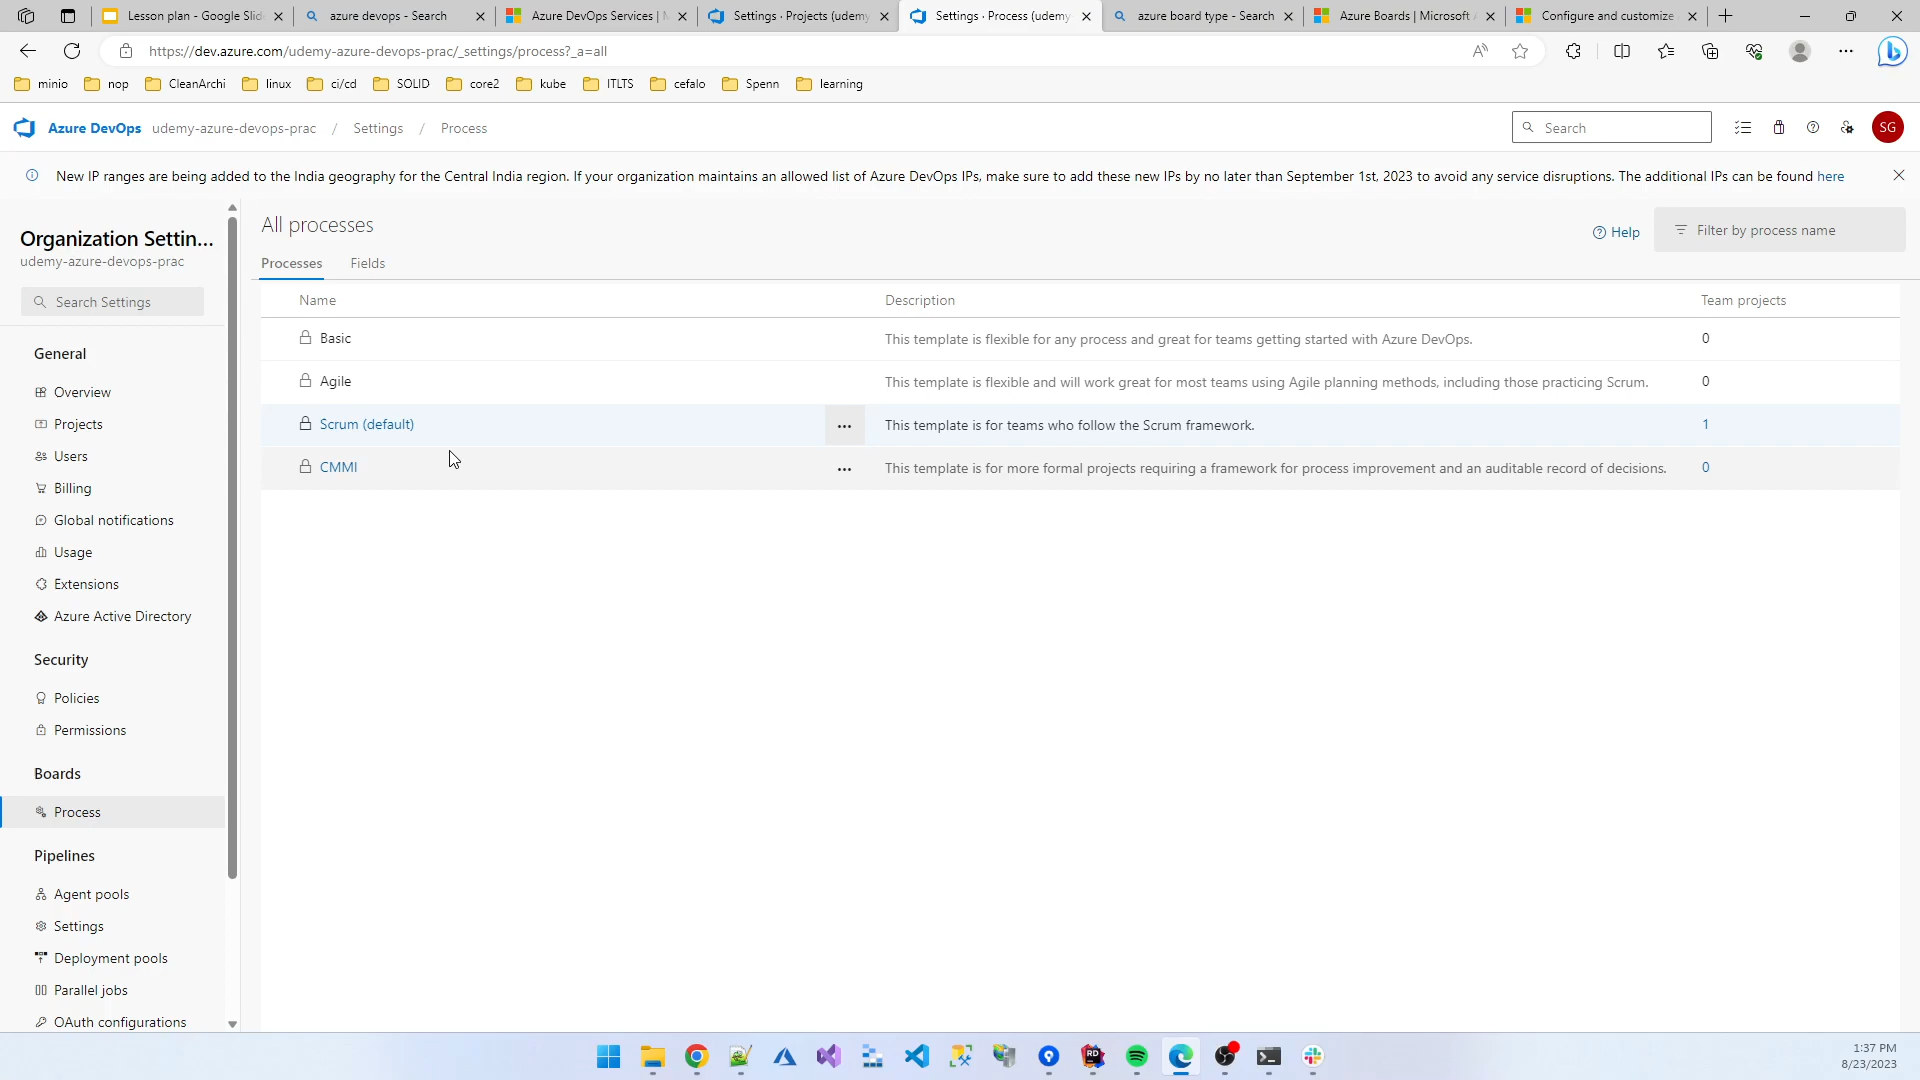 Lesson plan - Google Slid
azure devops - Search
Azure DevOps Services | M
Settings · Projects (udemy
Settings · Process (udemy
azure board type - Search
Azure Boards | Microsoft A
Configure and customize
https://dev.azure.com/udemy-azure-devops-prac/_settings/process?_a=all
minio
nop
CleanArchi
linux
ci/cd
SOLID
core2
kube
ITLTS
cefalo
Spenn
learning
Azure DevOps udemy-azure-devops-prac / Settings / Process
Search
SG
New IP ranges are being added to the India geography for the Central India region. If your organization maintains an allowed list of Azure DevOps IPs, make sure to add these new IPs by no later than September 1st, 2023 to avoid any service disruptions. The additional IPs can be found here
Organization Settin...
udemy-azure-devops-prac
Search Settings
General
Overview
Projects
Users
Billing
Global notifications
Usage
Extensions
Azure Active Directory
Security
Policies
Permissions
Boards
Process
Pipelines
Agent pools
Settings
Deployment pools
Parallel jobs
OAuth configurations
All processes
Help
Filter by process name
Processes
Fields
Name Description Team projects
Basic This template is flexible for any process and great for teams getting started with Azure DevOps. 0
Agile This template is flexible and will work great for most teams using Agile planning methods, including those practicing Scrum. 0
Scrum (default) ... This template is for teams who follow the Scrum framework. 1
CMMI ... This template is for more formal projects requiring a framework for process improvement and an auditable record of decisions. 0
RD
1:37 PM
8/23/2023